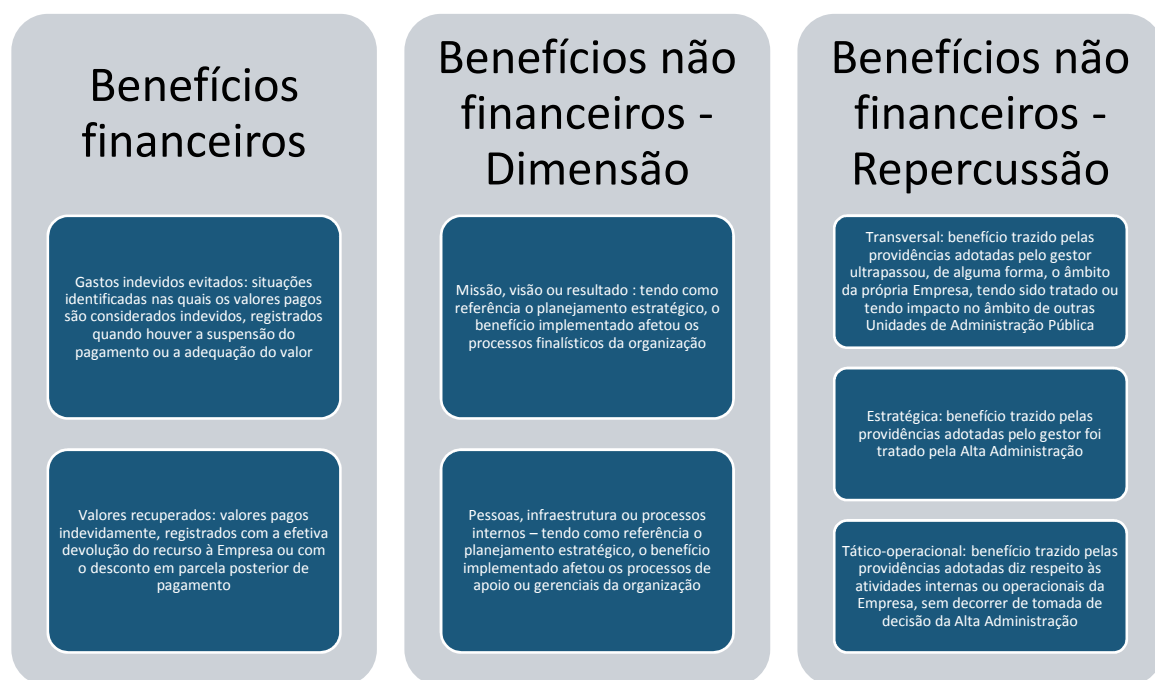 Benefícios
financeiros
Gastos indevidos evitados: situações
identificadas nas quais os valores pagos
são considerados indevidos, registrados
quando houver a suspensão do
pagamento ou a adequação do valor
Valores recuperados: valores pagos
indevidamente, registrados com a efetiva
devolução do recurso à Empresa ou com
o desconto em parcela posterior de
pagamento
Benefícios não
financeiros -
Dimensão
Missão, visão ou resultado : tendo como
referência o planejamento estratégico, o
benefício implementado afetou os
processos finalísticos da organização
Pessoas, infraestrutura ou processos
internos – tendo como referência o
planejamento estratégico, o benefício
implementado afetou os processos de
apoio ou gerenciais da organização
Benefícios não
financeiros -
Repercussão
Transversal: benefício trazido pelas
providências adotadas pelo gestor
ultrapassou, de alguma forma, o âmbito
da própria Empresa, tendo sido tratado ou
tendo impacto no âmbito de outras
Unidades de Administração Pública
Estratégica: benefício trazido pelas
providências adotadas pelo gestor foi
tratado pela Alta Administração
Tático-operacional: benefício trazido pelas
providências adotadas diz respeito às
atividades internas ou operacionais da
Empresa, sem decorrer de tomada de
decisão da Alta Administração